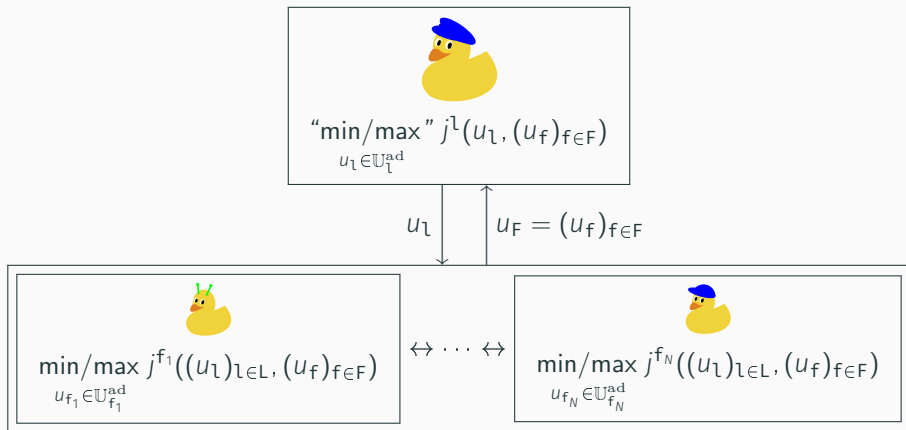 “min/max” j^l(u_l, (u_f)_{f∈F})
u_l∈𝕌_l^ad
u_l u_F = (u_f)_{f∈F}
min/max j^{f_1}((u_l)_{l∈L}, (u_f)_{f∈F}) ↔ ⋯ ↔ min/max j^{f_N}((u_l)_{l∈L}, (u_f)_{f∈F})
u_{f_1}∈𝕌_{f_1}^ad u_{f_N}∈𝕌_{f_N}^ad